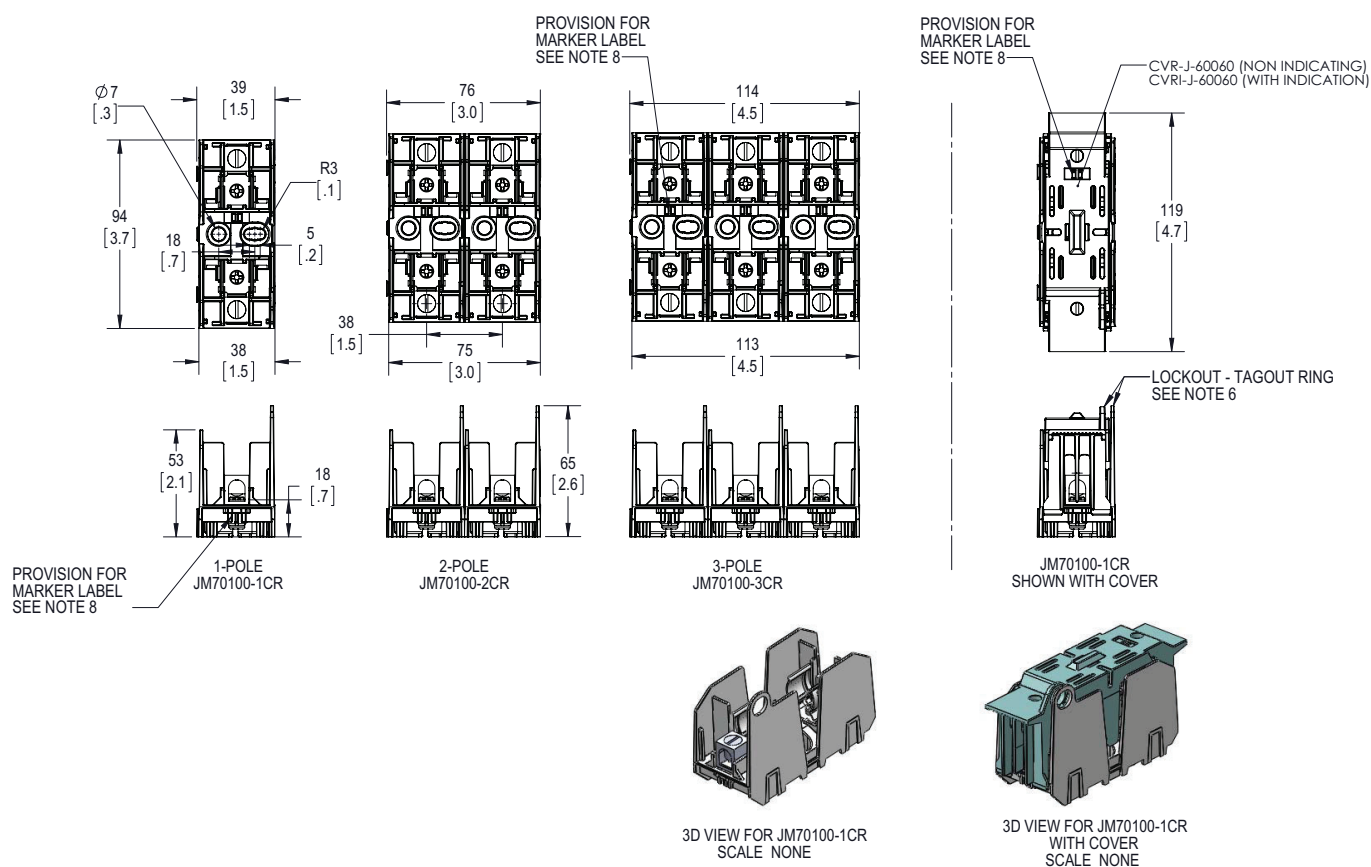 PROVISION FOR
MARKER LABEL
SEE NOTE 8
PROVISION FOR
MARKER LABEL
SEE NOTE 8
CVR-J-60060 (NON INDICATING)
CVRI-J-60060 (WITH INDICATION)
Ø7
[.3]
39
[1.5]
76
[3.0]
114
[4.5]
R3
[.1]
94
[3.7]
18
[.7]
5
[.2]
119
[4.7]
38
[1.5]
38
[1.5]
75
[3.0]
113
[4.5]
LOCKOUT - TAGOUT RING
SEE NOTE 6
53
[2.1]
18
[.7]
65
[2.6]
PROVISION FOR
MARKER LABEL
SEE NOTE 8
1-POLE
JM70100-1CR
2-POLE
JM70100-2CR
3-POLE
JM70100-3CR
JM70100-1CR
SHOWN WITH COVER
3D VIEW FOR JM70100-1CR
SCALE NONE
3D VIEW FOR JM70100-1CR
WITH COVER
SCALE NONE